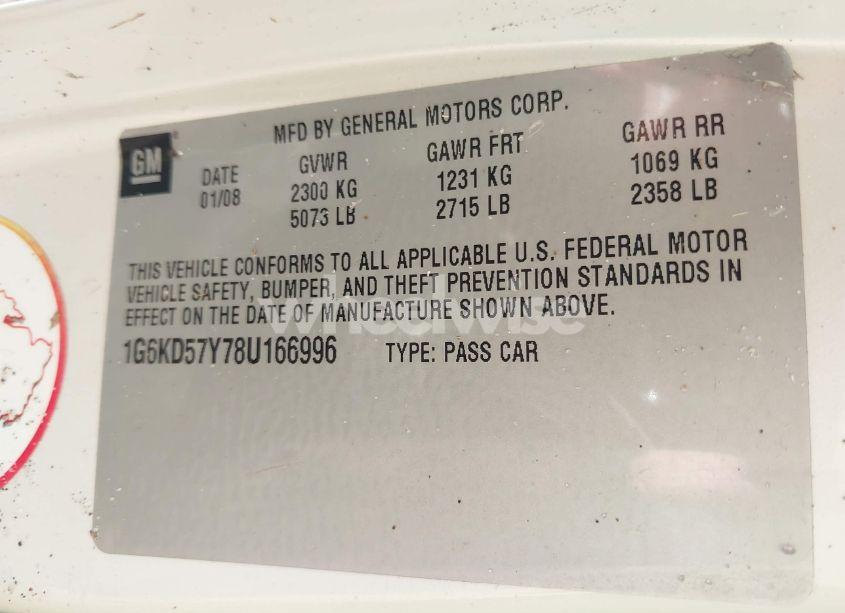 MFD BY GENERAL MOTORS CORP.
GM
DATE GVWR GAWR FRT GAWR RR
01/08 2300 KG 1231 KG 1069 KG
5073 LB 2715 LB 2358 LB
THIS VEHICLE CONFORMS TO ALL APPLICABLE U.S. FEDERAL MOTOR
VEHICLE SAFETY, BUMPER, AND THEFT PREVENTION STANDARDS IN
EFFECT ON THE DATE OF MANUFACTURE SHOWN ABOVE.
wheelwise
1G6KD57Y78U166996 TYPE: PASS CAR